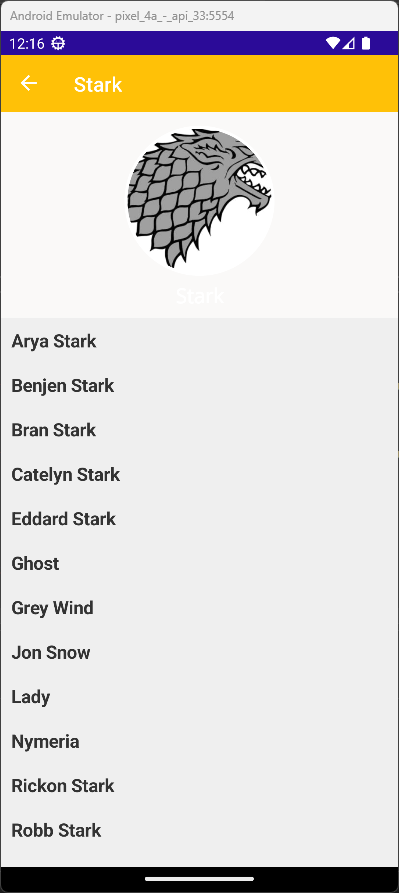 Android Emulator - pixel_4a_-_api_33:5554
12:16
Stark
Stark
Arya Stark
Benjen Stark
Bran Stark
Catelyn Stark
Eddard Stark
Ghost
Grey Wind
Jon Snow
Lady
Nymeria
Rickon Stark
Robb Stark